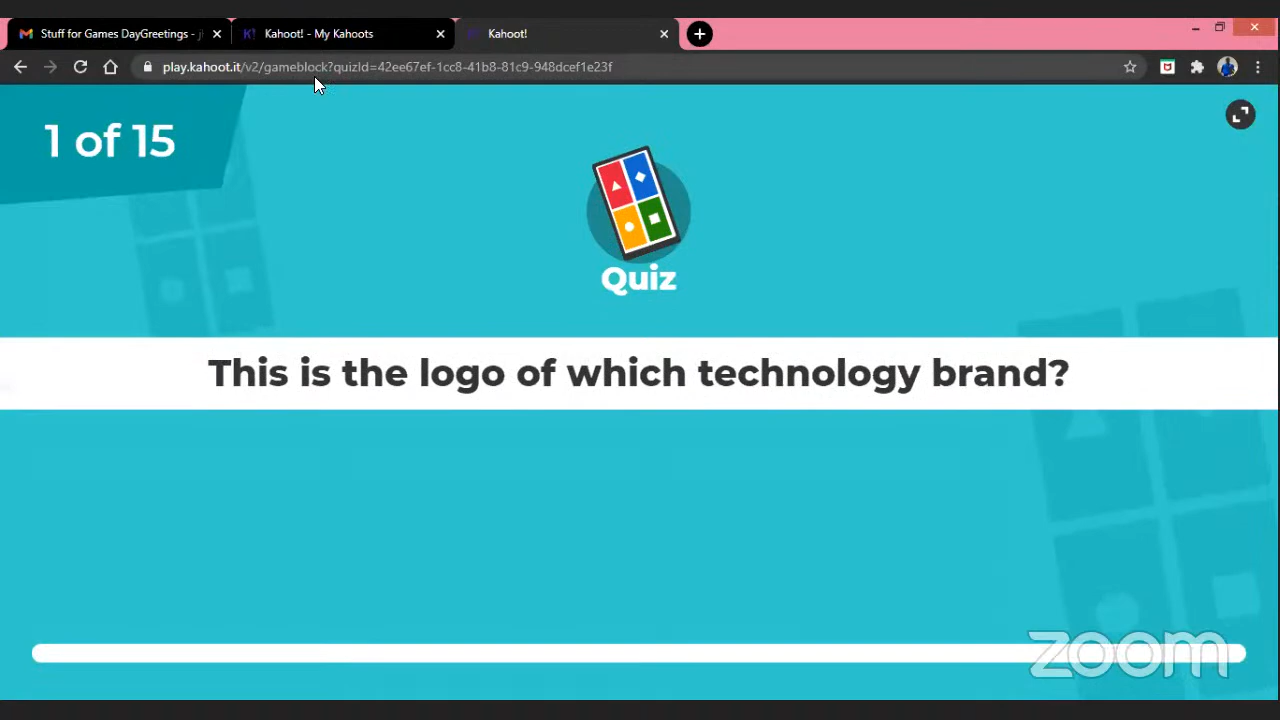 Stuff for Games DayGreetings - j
Kahoot! - My Kahoots
Kahoot!
play.kahoot.it/v2/gameblock?quizId=42ee67ef-1cc8-41b8-81c9-948dcef1e23f
1 of 15
Quiz
This is the logo of which technology brand?
zoom